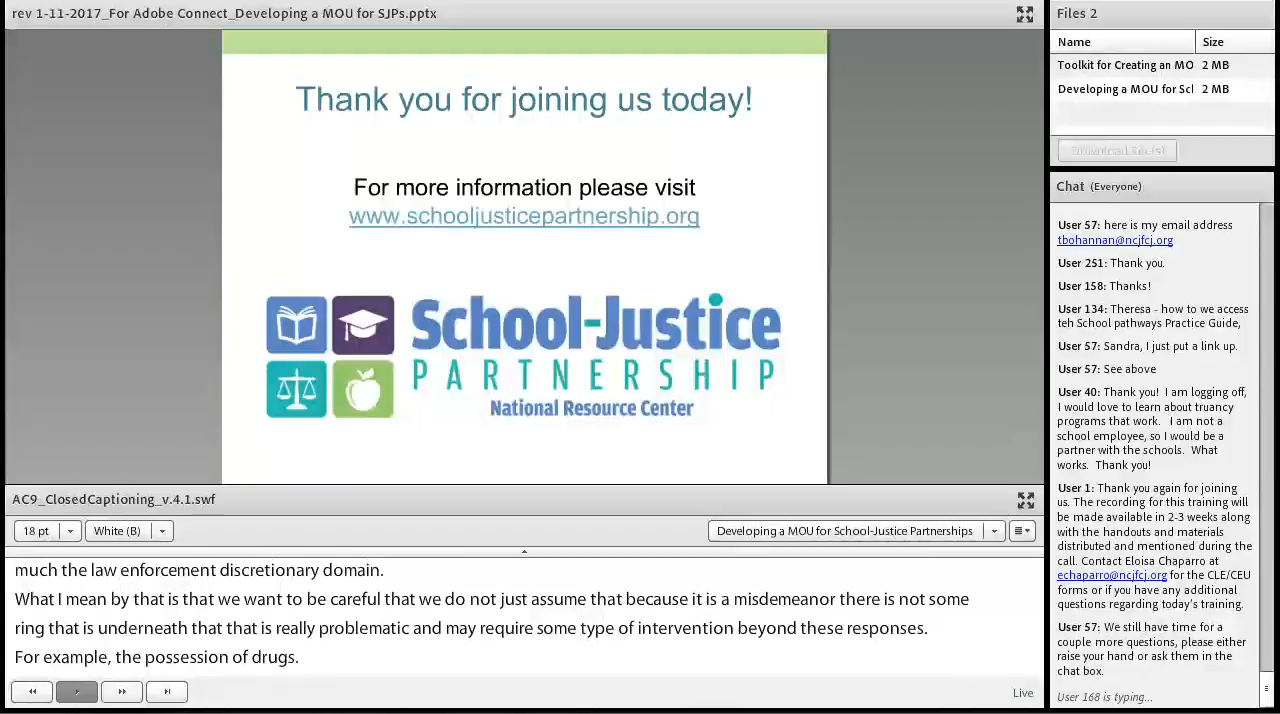 rev 1-11-2017_For Adobe Connect_Developing a MOU for SJPs.pptx
Thank you for joining us today!
For more information please visit
www.schooljusticepartnership.org
School-Justice
PARTNERSHIP
National Resource Center
AC9_ClosedCaptioning_v.4.1.swf
18 pt
White (B)
Developing a MOU for School-Justice Partnerships
much the law enforcement discretionary domain.
What I mean by that is that we want to be careful that we do not just assume that because it is a misdemeanor there is not some
ring that is underneath that that is really problematic and may require some type of intervention beyond these responses.
For example, the possession of drugs.
Live
Files 2
Name Size
Toolkit for Creating an MO 2 MB
Developing a MOU for Scl 2 MB
Download File(s)
Chat (Everyone)
User 57: here is my email address
tbohannan@ncjfcj.org
User 251: Thank you.
User 158: Thanks!
User 134: Theresa - how to we access
teh School pathways Practice Guide,
User 57: Sandra, I just put a link up.
User 57: See above
User 40: Thank you! I am logging off,
I would love to learn about truancy
programs that work. I am not a
school employee, so I would be a
partner with the schools. What
works. Thank you!
User 1: Thank you again for joining
us. The recording for this training will
be made available in 2-3 weeks along
with the handouts and materials
distributed and mentioned during the
call. Contact Eloisa Chaparro at
echaparro@ncjfcj.org for the CLE/CEU
forms or if you have any additional
questions regarding today's training.
User 57: We still have time for a
couple more questions, please either
raise your hand or ask them in the
chat box.
User 168 is typing...